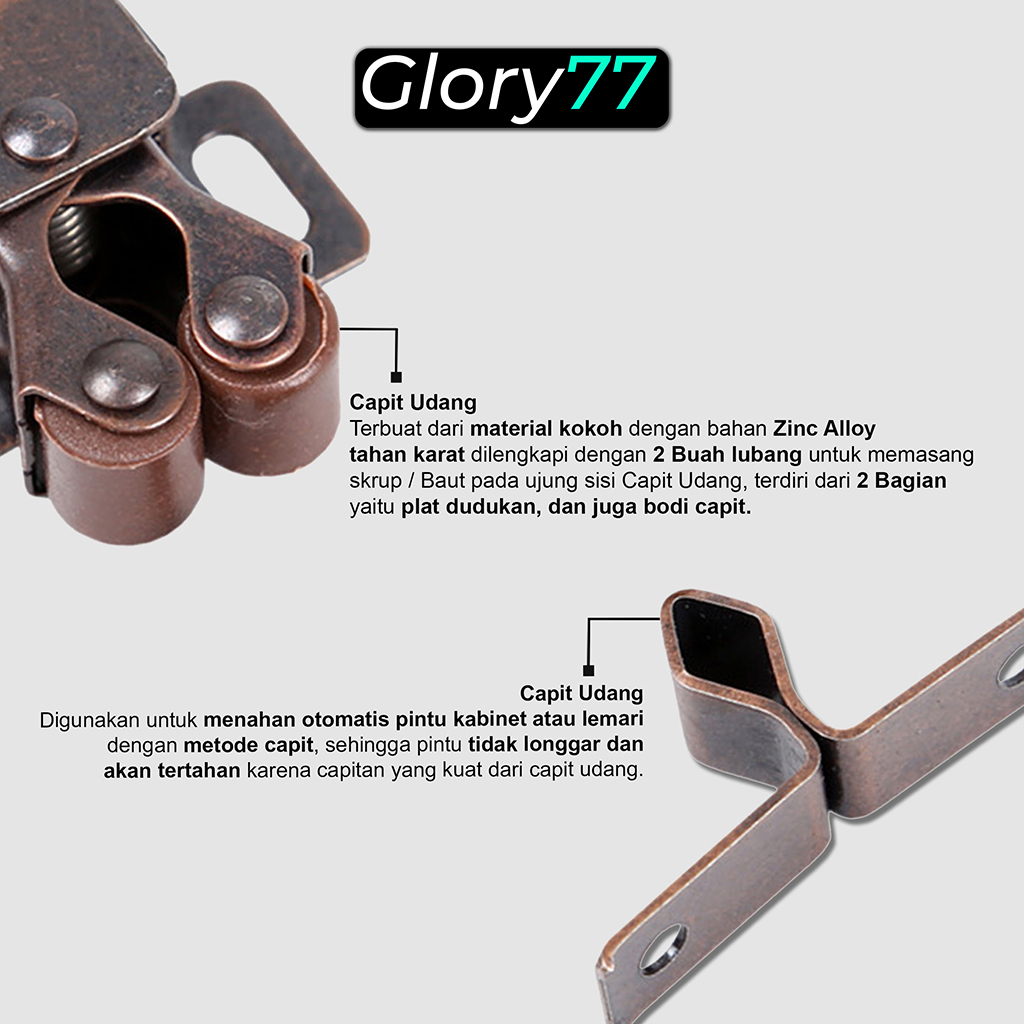 Glory77
Capit Udang
Terbuat dari material kokoh dengan bahan Zinc Alloy
tahan karat dilengkapi dengan 2 Buah lubang untuk memasang
skrup / Baut pada ujung sisi Capit Udang, terdiri dari 2 Bagian
yaitu plat dudukan, dan juga bodi capit.
Capit Udang
Digunakan untuk menahan otomatis pintu kabinet atau lemari
dengan metode capit, sehingga pintu tidak longgar dan
akan tertahan karena capitan yang kuat dari capit udang.